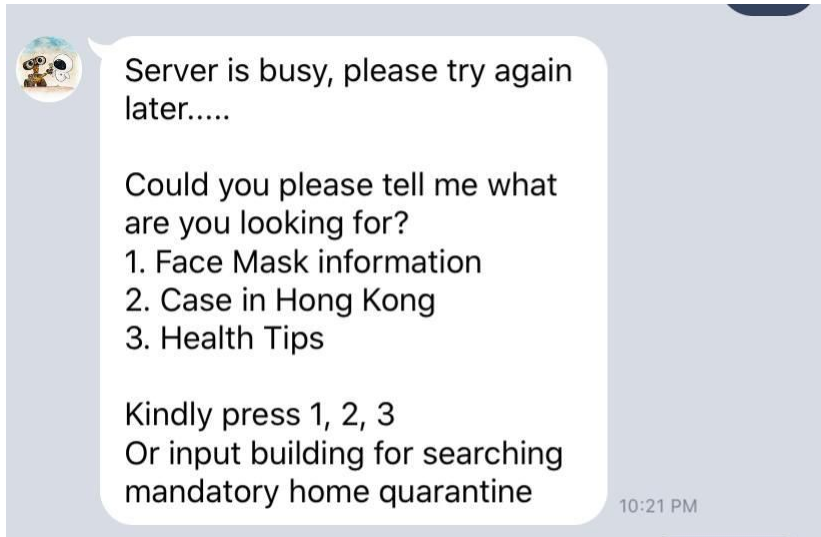 Server is busy, please try again
later.....
Could you please tell me what
are you looking for?
1. Face Mask information
2. Case in Hong Kong
3. Health Tips
Kindly press 1, 2, 3
Or input building for searching
mandatory home quarantine
10:21 PM